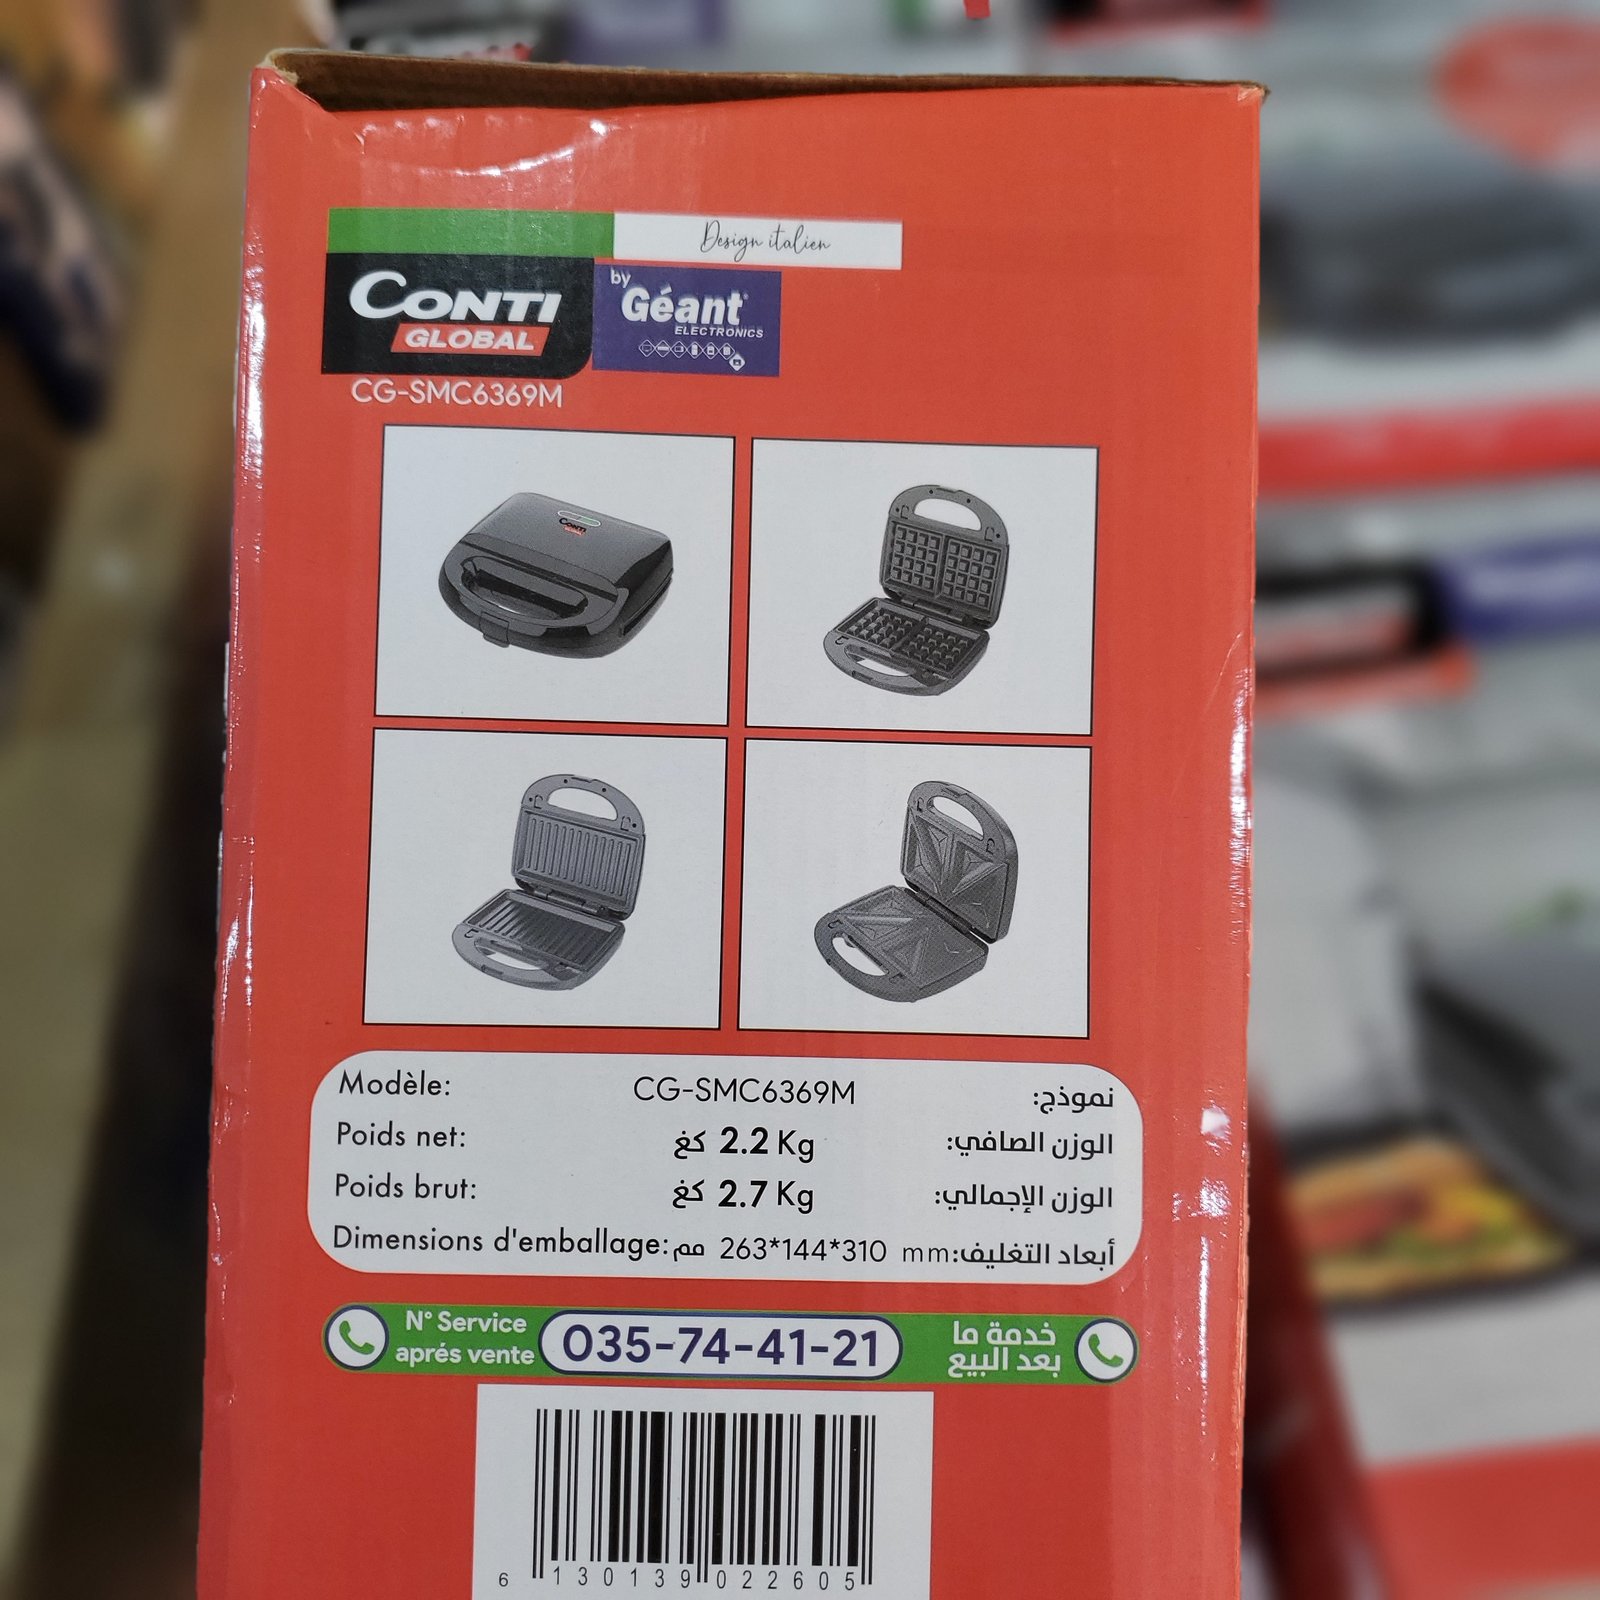 Design italien
CONTI
GLOBAL
by
Géant
ELECTRONICS
CG-SMC6369M
CONTI
Modèle: CG-SMC6369M نموذج:
Poids net: 2.2 Kg كغ الوزن الصافي:
Poids brut: 2.7 Kg كغ الوزن الإجمالي:
Dimensions d'emballage: مم 263*144*310 mm أبعاد التغليف:
N° Service
aprés vente
035-74-41-21
خدمة ما
بعد البيع
6 130139 022605